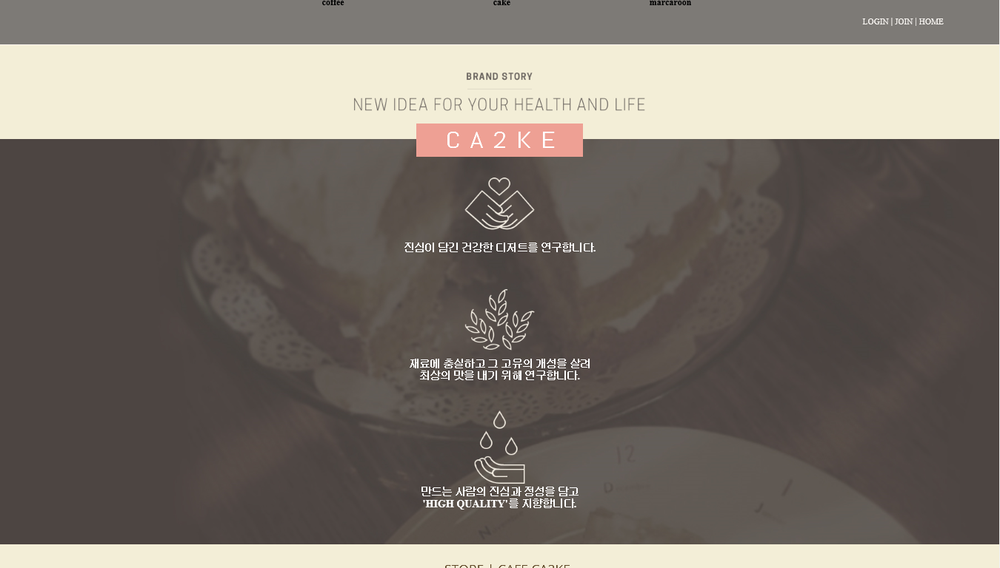 coffee cake marcaroon
LOGIN | JOIN | HOME
BRAND STORY
NEW IDEA FOR YOUR HEALTH AND LIFE
CA2KE
진심이 담긴 건강한 디저트를 연구합니다.
재료에 충실하고 그 고유의 개성을 살려
최상의 맛을 내기 위해 연구합니다.
12
만드는 사람의 진심과 정성을 담고
'HIGH QUALITY'를 지향합니다.
STORE | CAFE CA2KE